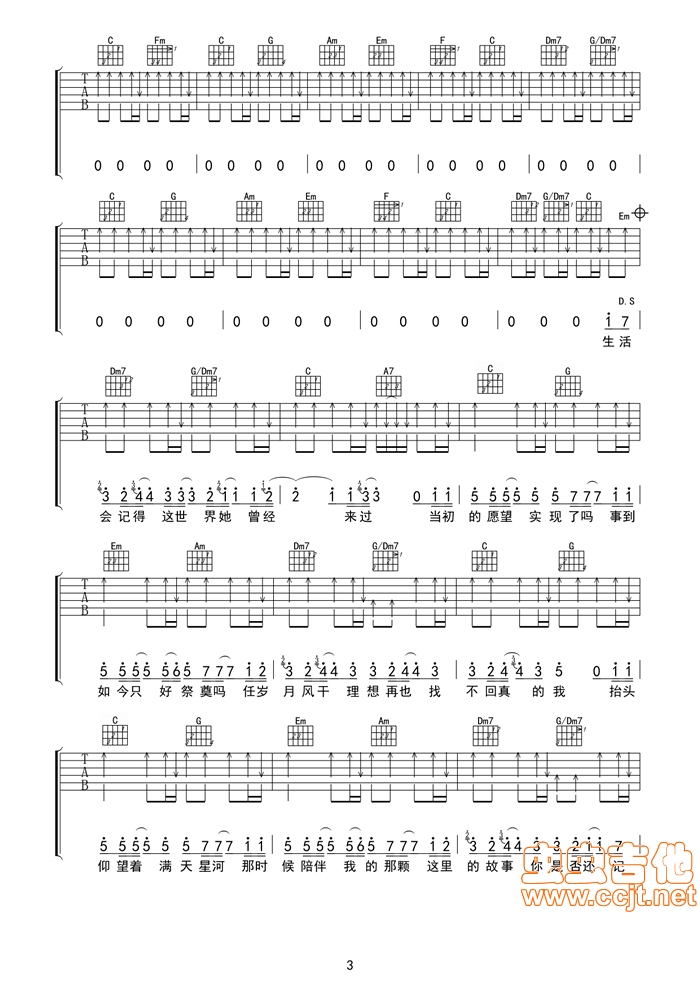 C Fm C G Am Em F C Dm7 G/Dm7
T A B
0 0 0 0 0 0 0 0 0 0 0 0 0 0 0 0 0 0 0 0
C G Am Em F C Dm7 G/Dm7 C Em
T A B
D.S
0 0 0 0 0 0 0 0 0 0 0 0 0 0 0 1 7
生活
Dm7 G/Dm7 C A7 C G
T A B
3 2 4 4 3 3 3 2 1 1 1 2 2 1 1 3 3 0 1 1 5 5 5 5 5 5 7 7 7 1 1
会记得 这世 界她 曾经 来过 当初 的愿望 实现了吗 事到
Em Am Dm7 G/Dm7 C G
T A B
5 5 5 5 5 6 5 7 7 7 1 2 3 2 4 4 3 3 2 4 4 3 3 2 4 4 3 5 0 1 1
如今只 好祭奠吗 任岁 月风干 理想再也 找 不回真 的我 抬头
C G Em Am Dm7 G/Dm7
T A B
5 5 5 5 5 5 7 7 7 1 1 5 5 5 5 5 5 7 7 7 1 1 3 2 4 4 3 3 2 1 1 7
仰望着 满天星河 那时 候陪伴 我的那颗 这里 的故事 你是否还记
虫虫吉他
www.ccjt.net
3